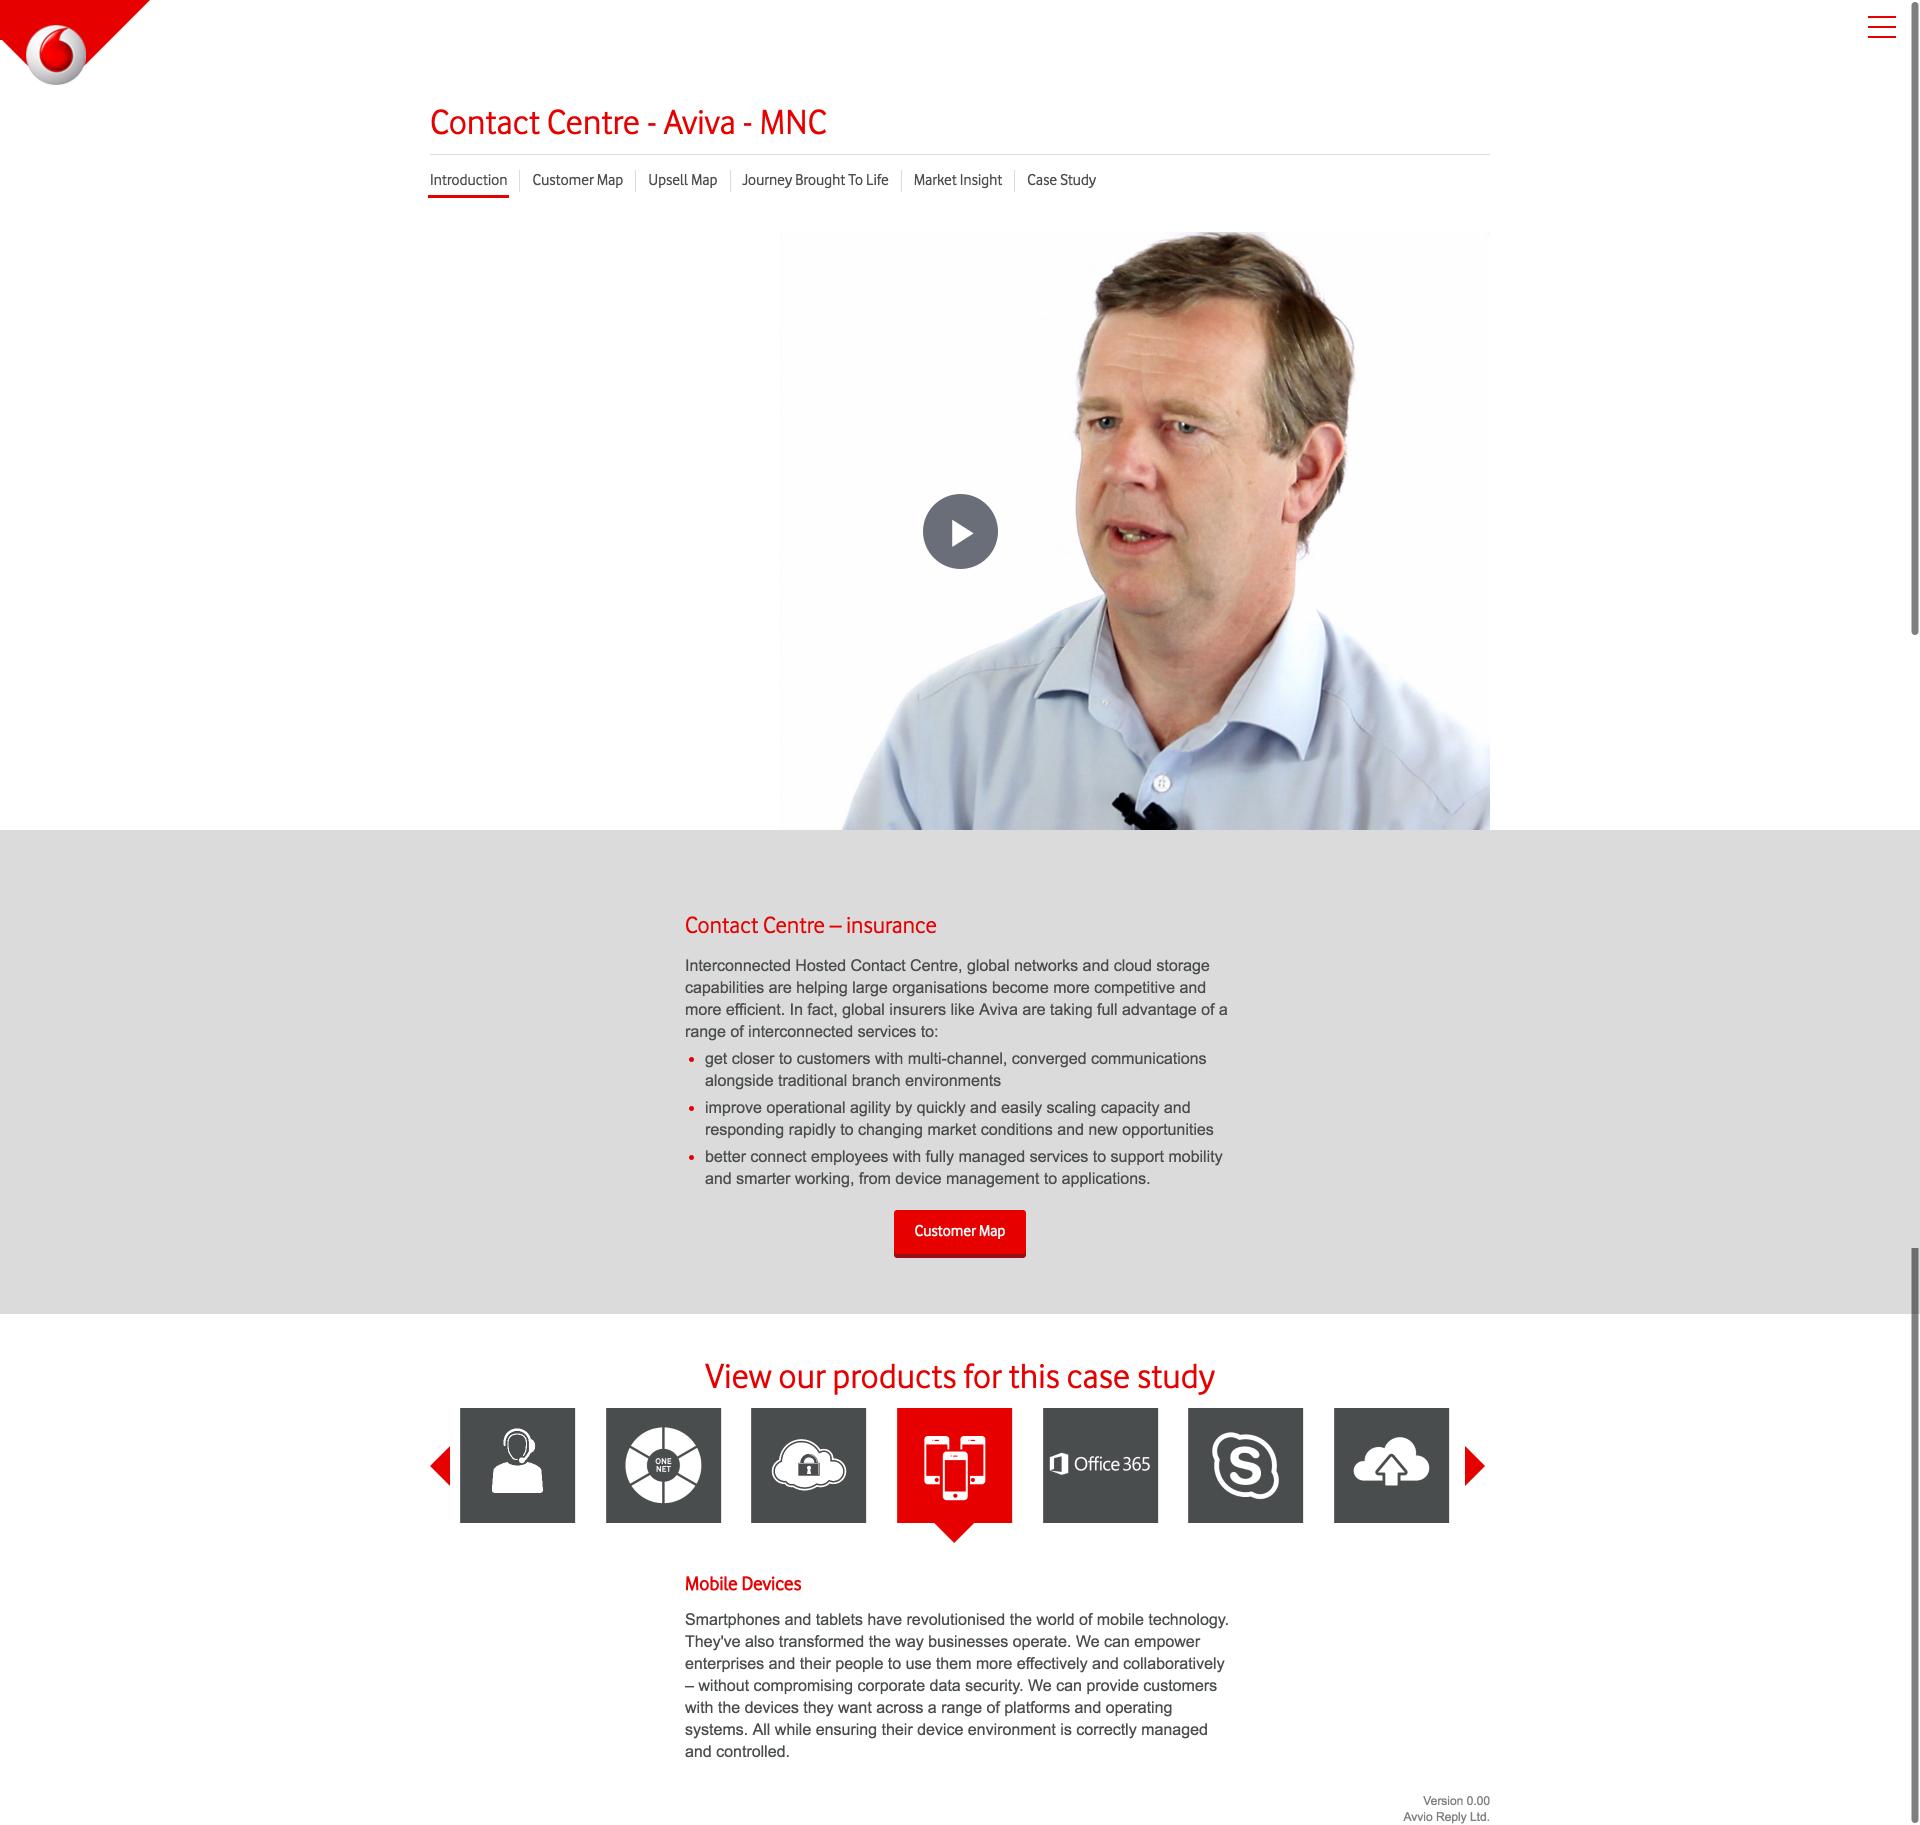 Contact Centre - Aviva - MNC
Introduction
Customer Map
Upsell Map
Journey Brought To Life
Market Insight
Case Study
Contact Centre – insurance
Interconnected Hosted Contact Centre, global networks and cloud storage
capabilities are helping large organisations become more competitive and
more efficient. In fact, global insurers like Aviva are taking full advantage of a
range of interconnected services to:
• get closer to customers with multi-channel, converged communications
alongside traditional branch environments
• improve operational agility by quickly and easily scaling capacity and
responding rapidly to changing market conditions and new opportunities
• better connect employees with fully managed services to support mobility
and smarter working, from device management to applications.
Customer Map
View our products for this case study
ONE
NET
Office 365
S
Mobile Devices
Smartphones and tablets have revolutionised the world of mobile technology.
They've also transformed the way businesses operate. We can empower
enterprises and their people to use them more effectively and collaboratively
– without compromising corporate data security. We can provide customers
with the devices they want across a range of platforms and operating
systems. All while ensuring their device environment is correctly managed
and controlled.
Version 0.00
Avvio Reply Ltd.